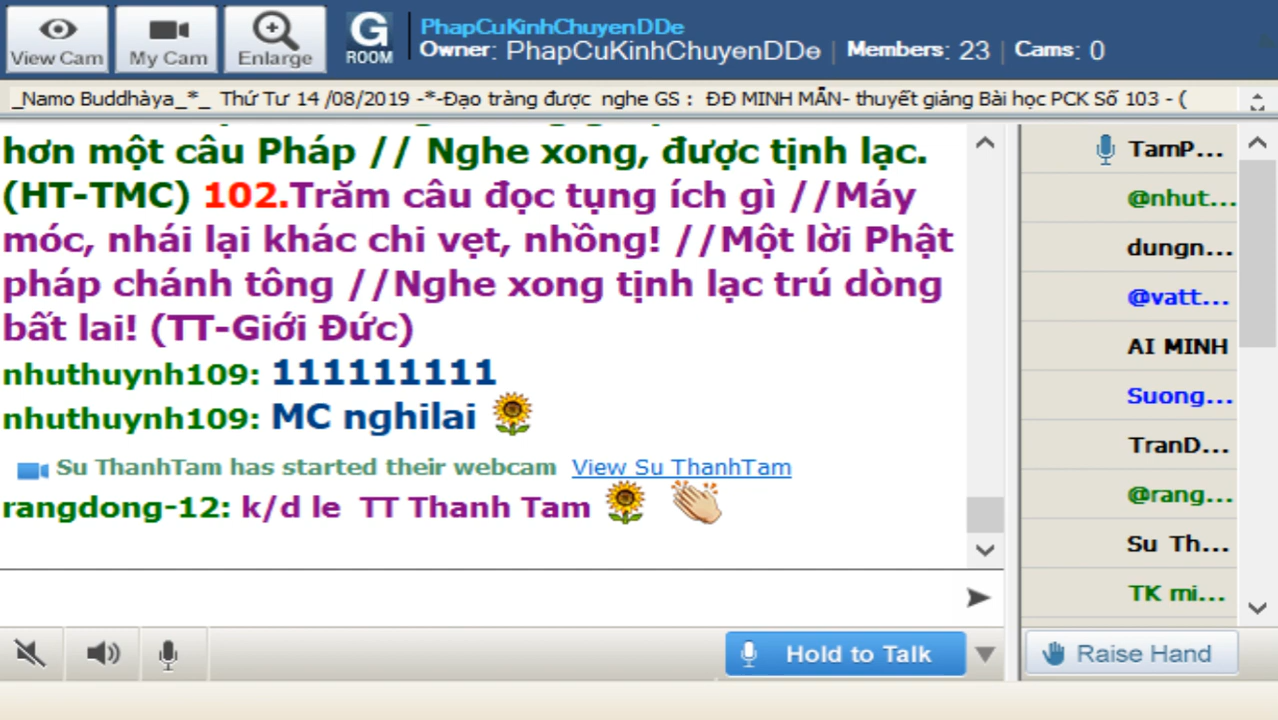 View Cam
My Cam
Enlarge
G
ROOM
PhapCuKinhChuyenDDe
Owner: PhapCuKinhChuyenDDe | Members: 23 | Cams: 0
_Namo Buddhàya_*_ Thứ Tư 14 /08/2019 -*-Đạo tràng được nghe GS : ĐĐ MINH MẪN- thuyết giảng Bài học PCK Số 103 - (
hơn một câu Pháp // Nghe xong, được tịnh lạc.
(HT-TMC) 102.Trăm câu đọc tụng ích gì //Máy
móc, nhái lại khác chi vẹt, nhồng! //Một lời Phật
pháp chánh tông //Nghe xong tịnh lạc trú dòng
bất lai! (TT-Giới Đức)
nhuthuynh109: 111111111
nhuthuynh109: MC nghilai
Su ThanhTam has started their webcam View Su ThanhTam
rangdong-12: k/d le TT Thanh Tam
TamP...
@nhut...
dungn...
@vatt...
AI MINH
Suong...
TranD...
@rang...
Su Th...
TK mi...
Hold to Talk
Raise Hand